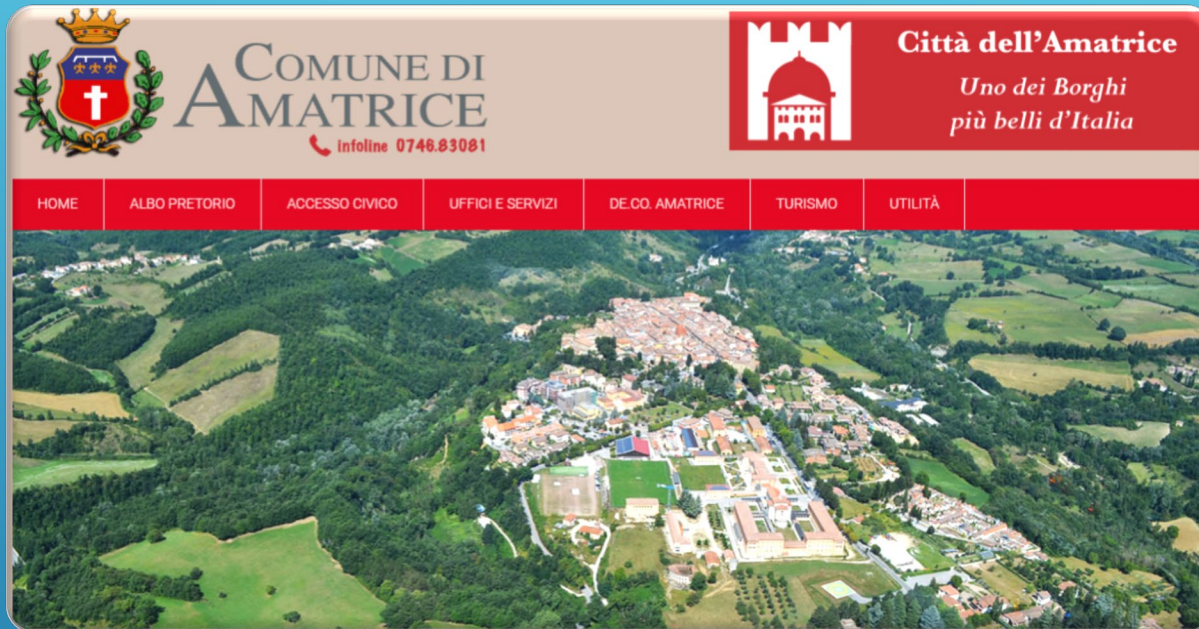 COMUNE DI
AMATRICE
infoline 0746.83081
Città dell'Amatrice
Uno dei Borghi
più belli d'Italia
HOME ALBO PRETORIO ACCESSO CIVICO UFFICI E SERVIZI DE.CO. AMATRICE TURISMO UTILITÀ